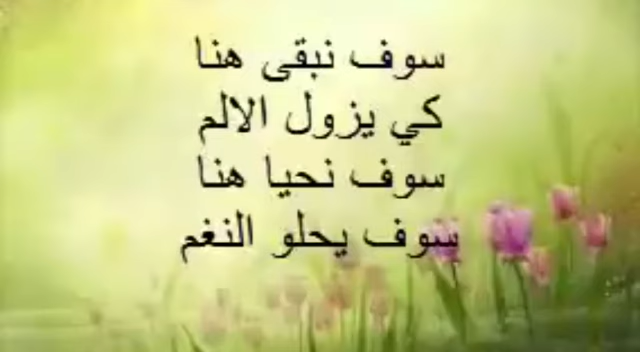 سوف نبقى هنا
كي يزول الالم
سوف نحيا هنا
سوف يحلو النغم